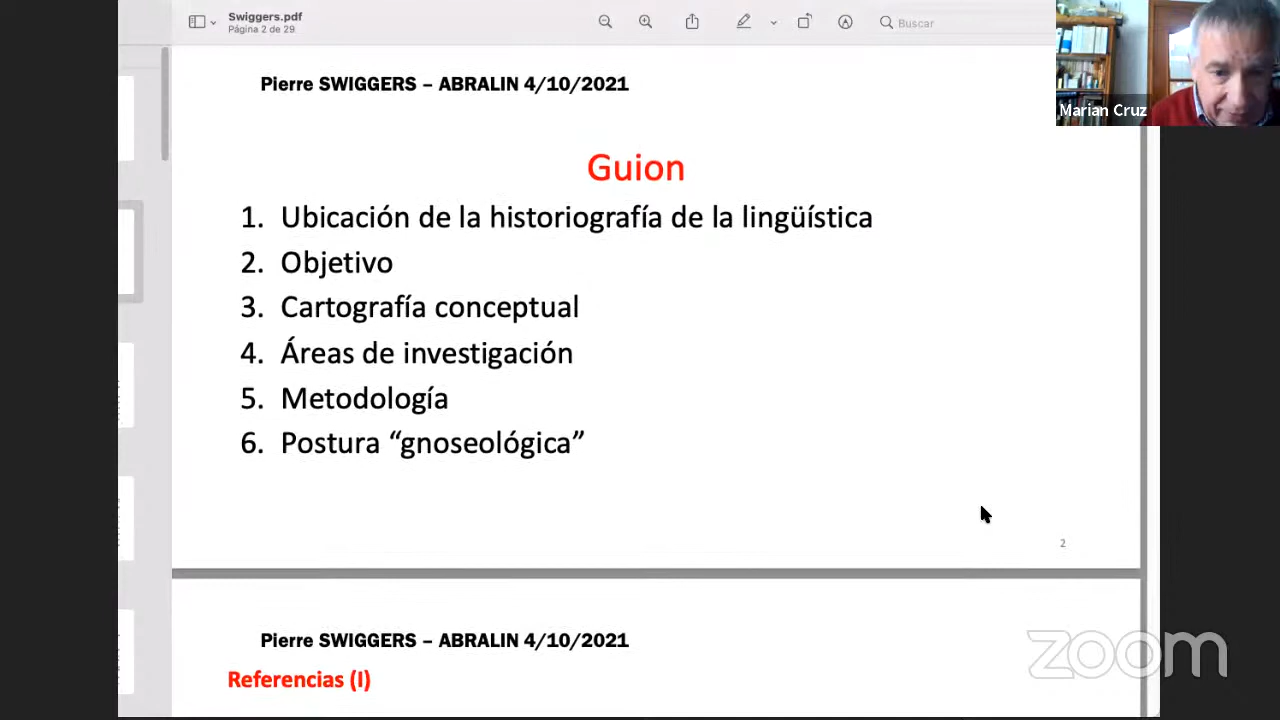 Swiggers.pdf
Página 2 de 29
Buscar
Marian Cruz
Pierre SWIGGERS – ABRALIN 4/10/2021
Guion
1. Ubicación de la historiografía de la lingüística
2. Objetivo
3. Cartografía conceptual
4. Áreas de investigación
5. Metodología
6. Postura “gnoseológica”
2
Pierre SWIGGERS – ABRALIN 4/10/2021
Referencias (I)
zoom